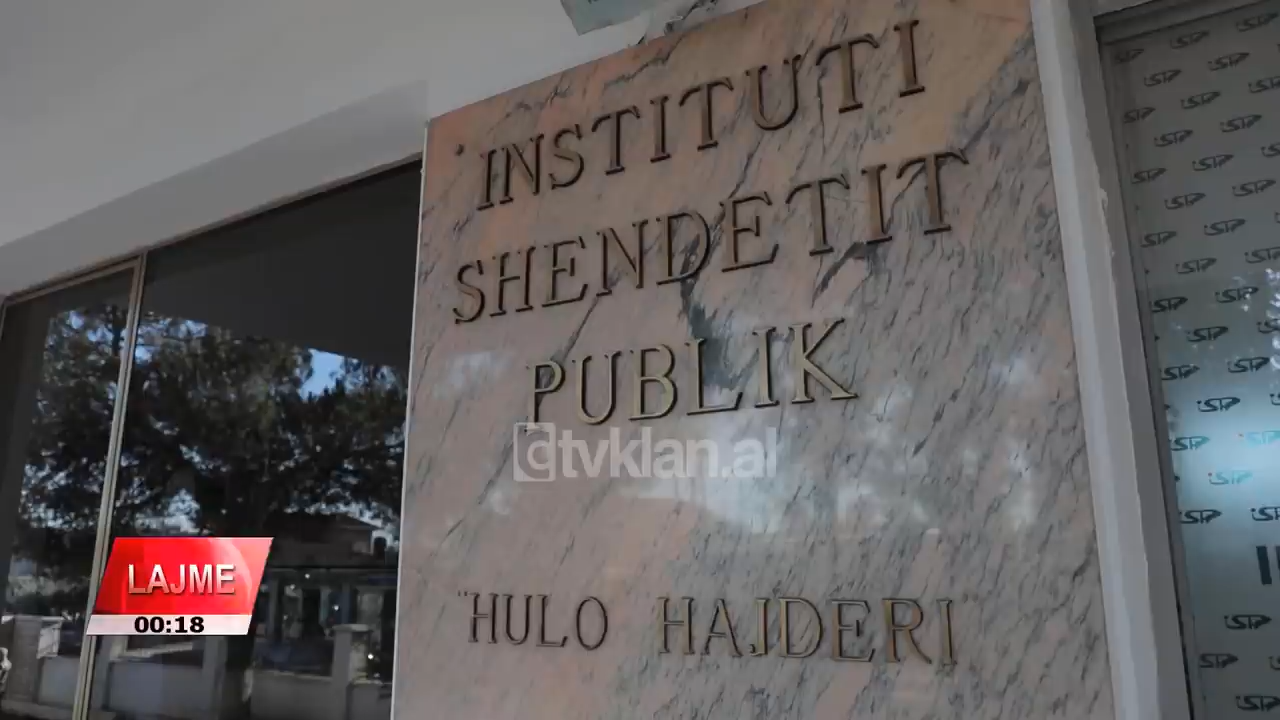 INSTITUTI
SHENDETIT
PUBLIK
tvklan.al
"HULO HAJDERI
LAJME
00:18
ISP